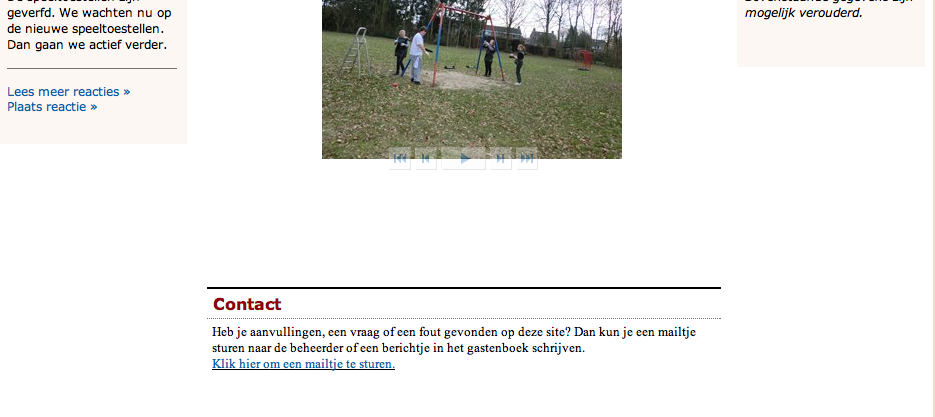 geverfd. We wachten nu op
de nieuwe speeltoestellen.
Dan gaan we actief verder.
Lees meer reacties »
Plaats reactie »
mogelijk verouderd.
Contact
Heb je aanvullingen, een vraag of een fout gevonden op deze site? Dan kun je een mailtje
sturen naar de beheerder of een berichtje in het gastenboek schrijven.
Klik hier om een mailtje te sturen.